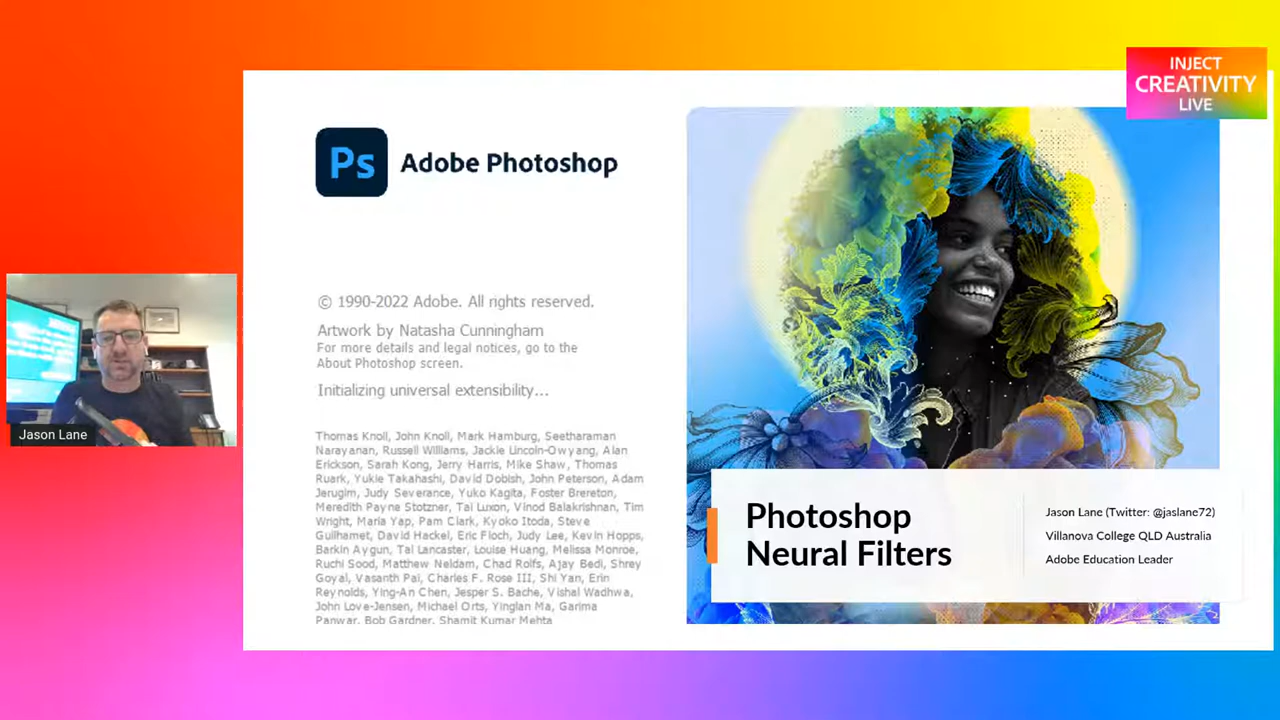 INJECT
CREATIVITY
LIVE
Ps
Adobe Photoshop
© 1990-2022 Adobe. All rights reserved.
Artwork by Natasha Cunningham
For more details and legal notices, go to the
About Photoshop screen.
Initializing universal extensibility...
Thomas Knoll, John Knoll, Mark Hamburg, Seetharaman
Narayanan, Russell Williams, Jackie Lincoln-Owyang, Alan
Erickson, Sarah Kong, Jerry Harris, Mike Shaw, Thomas
Ruark, Yukie Takahashi, David Dobish, John Peterson, Adam
Jerugim, Judy Severance, Yuko Kagita, Foster Brereton,
Meredith Payne Stotzner, Tai Luxon, Vinod Balakrishnan, Tim
Wright, Maria Yap, Pam Clark, Kyoko Itoda, Steve
Guilhamet, David Hackel, Eric Floch, Judy Lee, Kevin Hopps,
Barkin Aygun, Tal Lancaster, Louise Huang, Melissa Monroe,
Ruchi Sood, Matthew Neldam, Chad Rolfs, Ajay Bedi, Shrey
Goyal, Vasanth Pai, Charles F. Rose III, Shi Yan, Erin
Reynolds, Ying-An Chen, Jesper S. Bache, Vishal Wadhwa,
John Love-Jensen, Michael Orts, Yinglan Ma, Garima
Panwar, Bob Gardner, Shamit Kumar Mehta
Photoshop
Neural Filters
Jason Lane (Twitter: @jaslane72)
Villanova College QLD Australia
Adobe Education Leader
Jason Lane